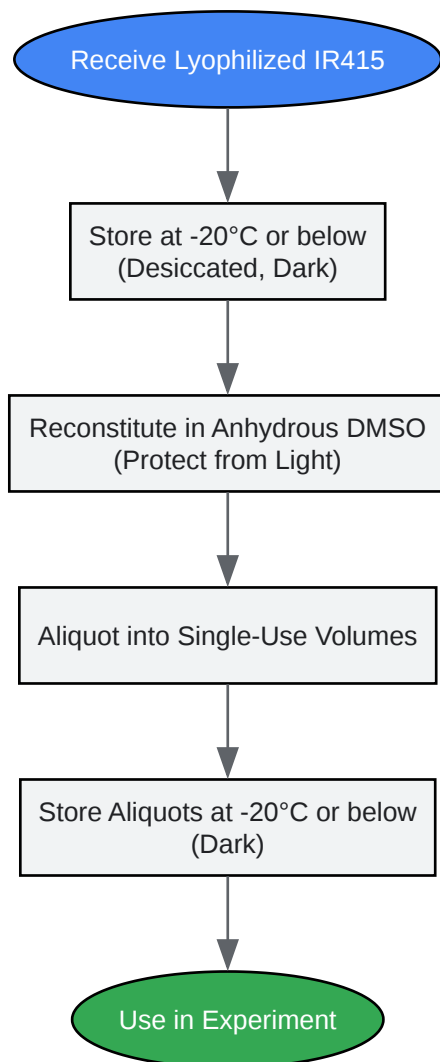 Receive Lyophilized IR415
Store at -20°C or below
(Desiccated, Dark)
Reconstitute in Anhydrous DMSO
(Protect from Light)
Aliquot into Single-Use Volumes
Store Aliquots at -20°C or below
(Dark)
Use in Experiment